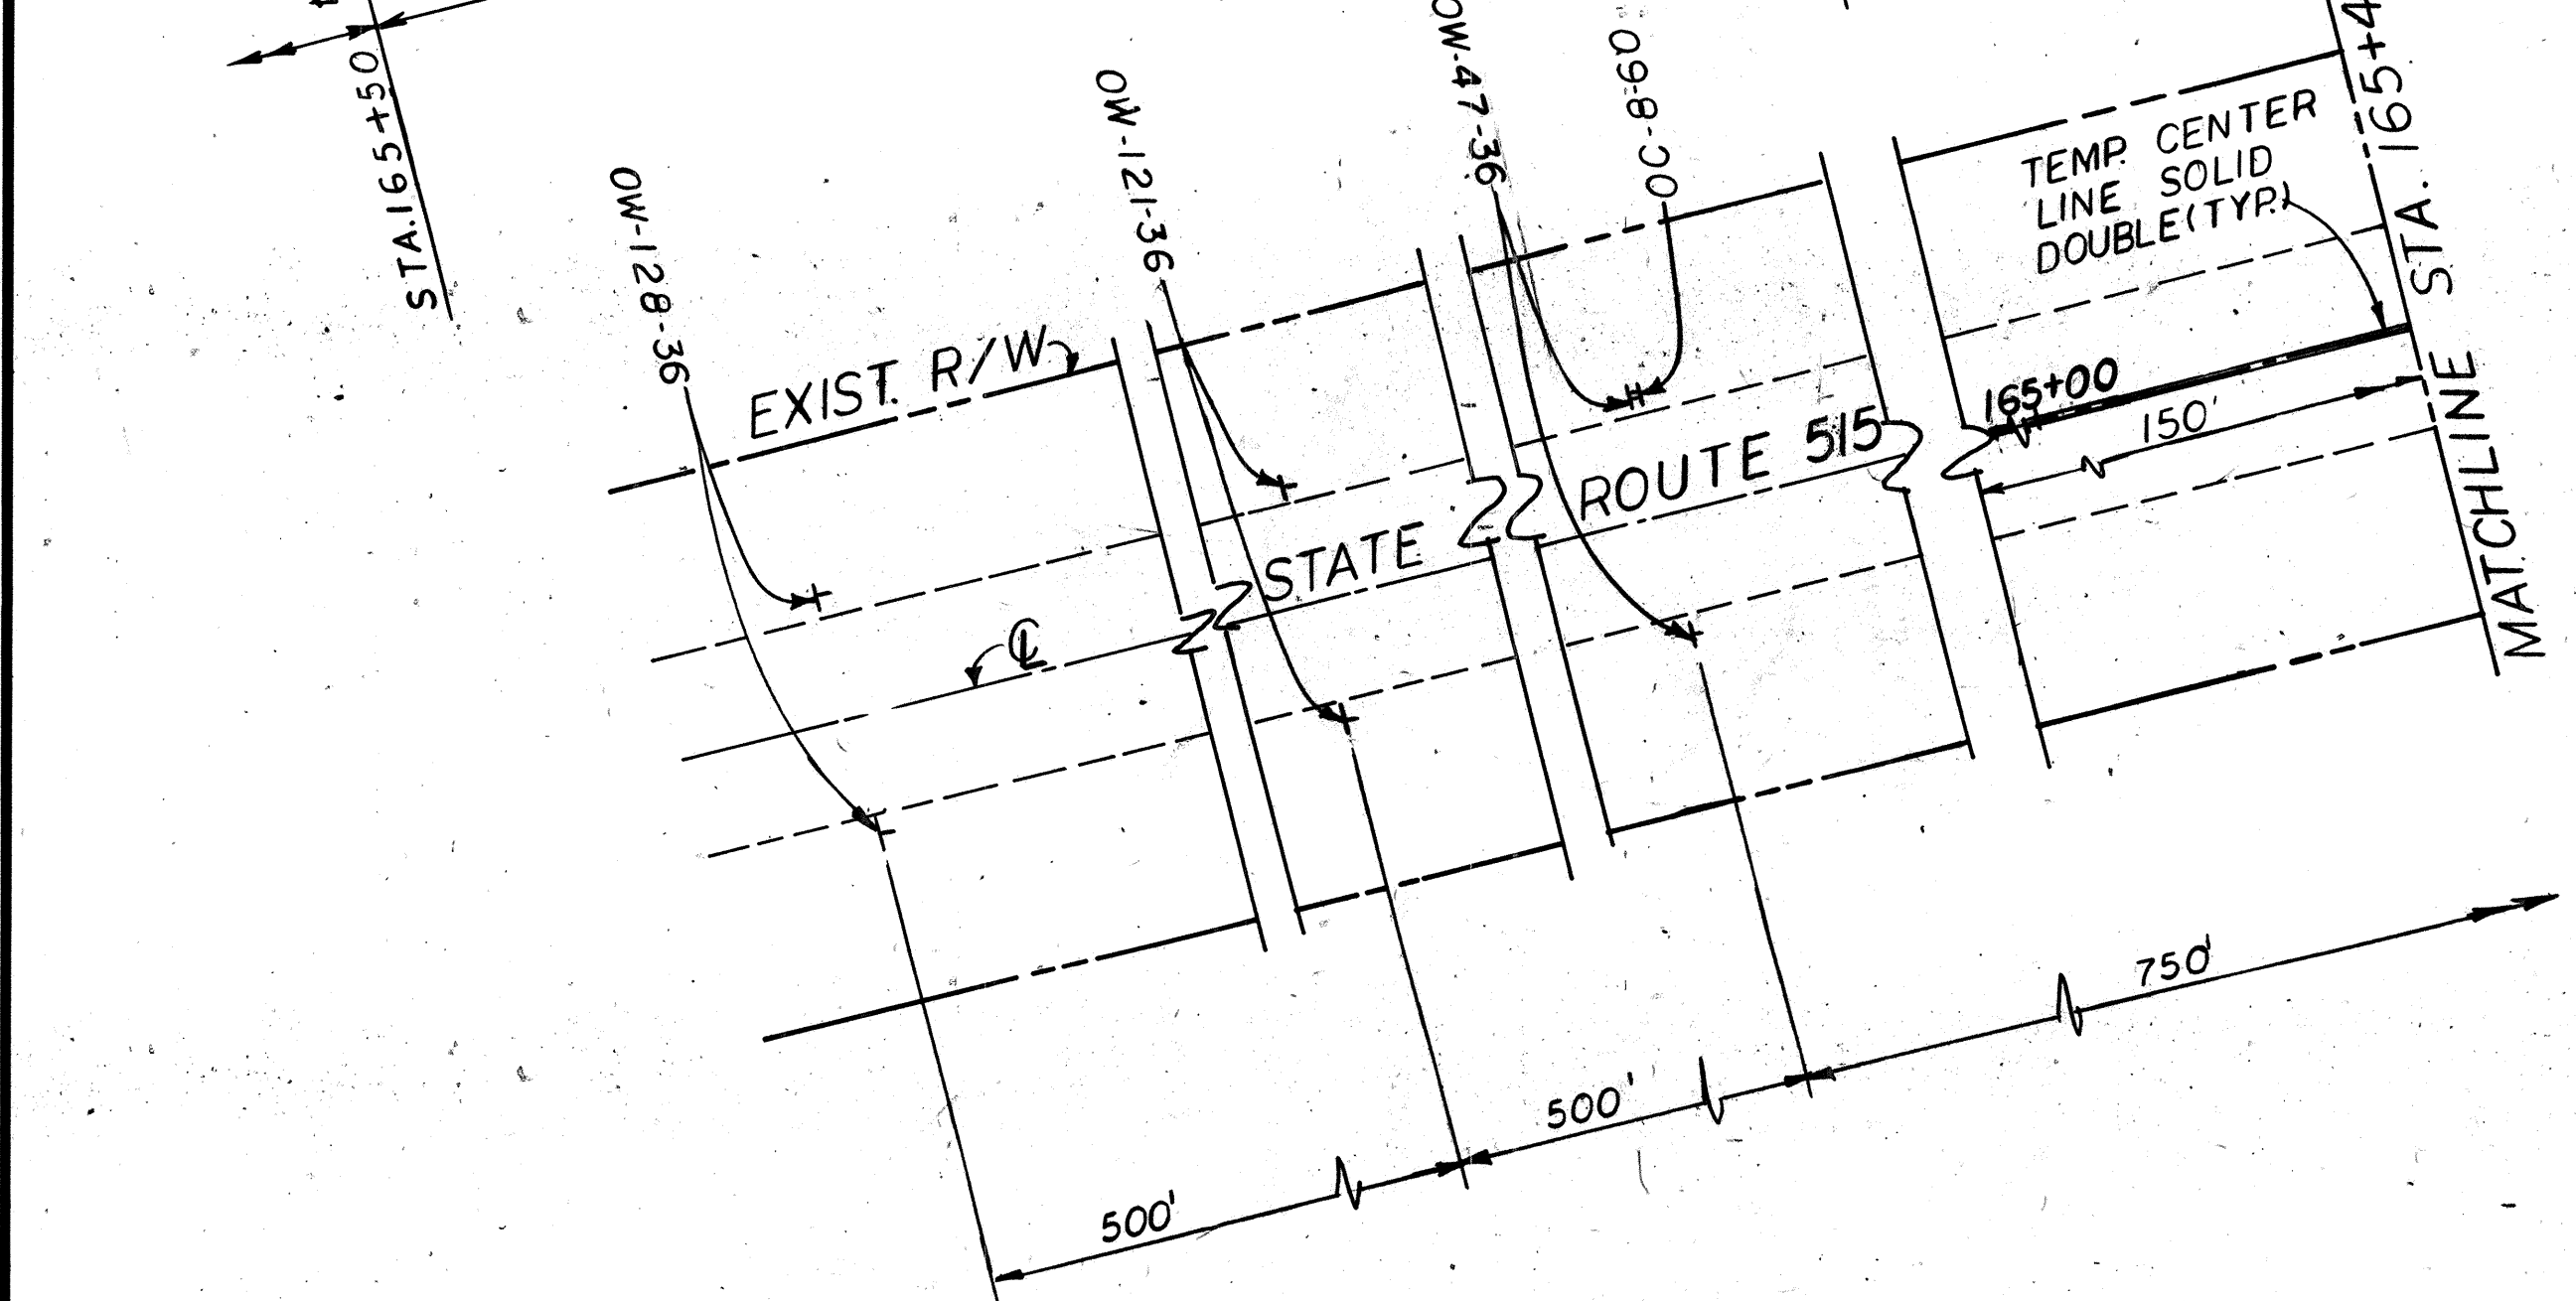 STA.165+50
OW-128-36
OW-121-36
OW-47-36
OC-8-60
EXIST. R/W
℄
STATE
ROUTE 515
165+00
150'
TEMP. CENTER
LINE SOLID
DOUBLE (TYP.)
MATCHLINE STA. 165+4
500'
500'
750'